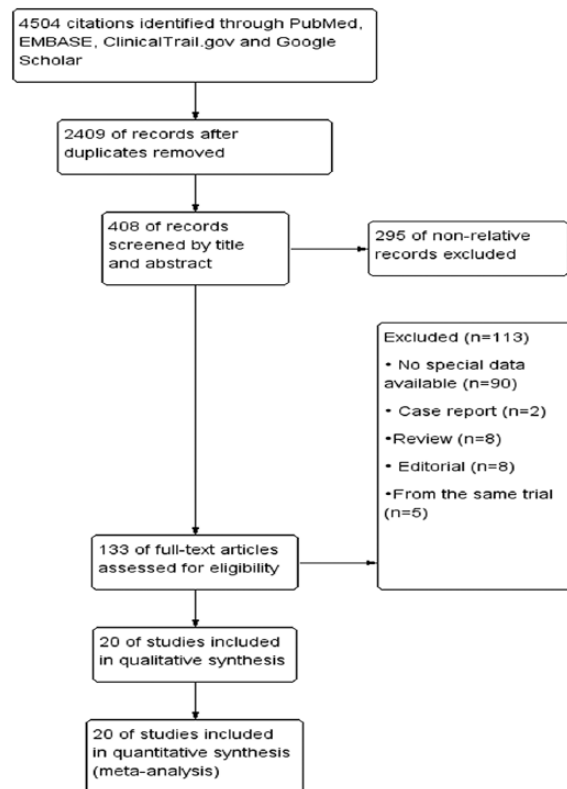 4504 citations identified through PubMed,
EMBASE, ClinicalTrail.gov and Google
Scholar
2409 of records after
duplicates removed
408 of records
screened by title
and abstract
295 of non-relative
records excluded
Excluded (n=113)
• No special data
available (n=90)
• Case report (n=2)
•Review (n=8)
• Editorial (n=8)
•From the same trial
(n=5)
133 of full-text articles
assessed for eligibility
20 of studies included
in qualitative synthesis
20 of studies included
in quantitative synthesis
(meta-analysis)